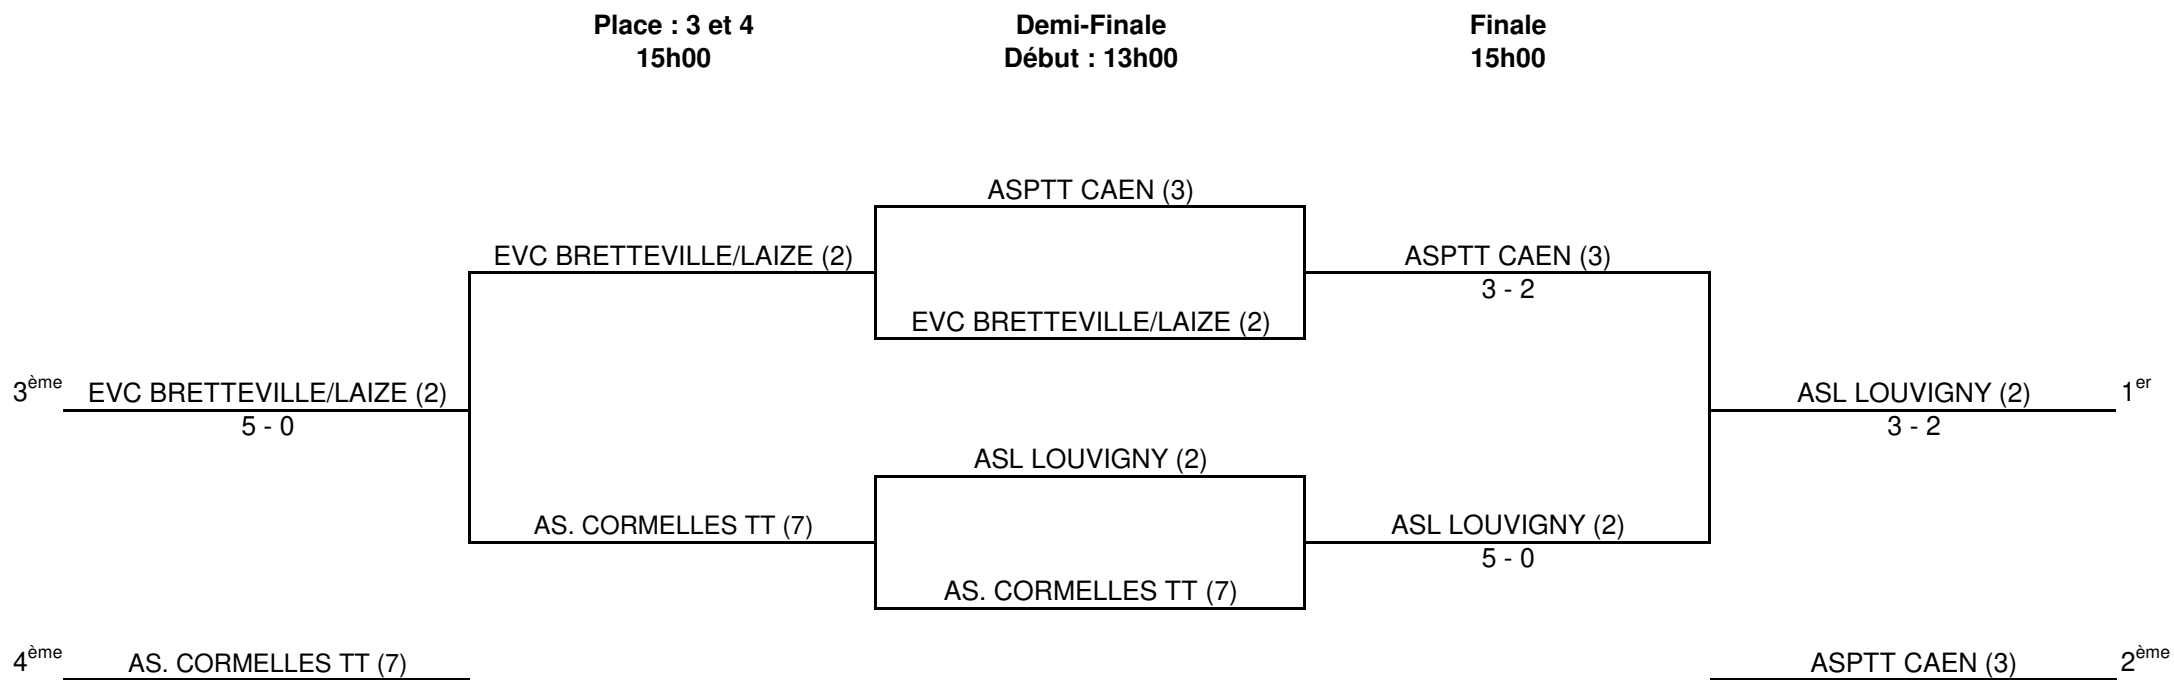 Place : 3 et 4
15h00
Demi-Finale
Début : 13h00
Finale
15h00
ASPTT CAEN (3)
EVC BRETTEVILLE/LAIZE (2)
ASPTT CAEN (3)
3 - 2
EVC BRETTEVILLE/LAIZE (2)
3ème EVC BRETTEVILLE/LAIZE (2)
5 - 0
ASL LOUVIGNY (2) 1er
3 - 2
ASL LOUVIGNY (2)
AS. CORMELLES TT (7)
ASL LOUVIGNY (2)
5 - 0
AS. CORMELLES TT (7)
4ème AS. CORMELLES TT (7)
ASPTT CAEN (3) 2ème